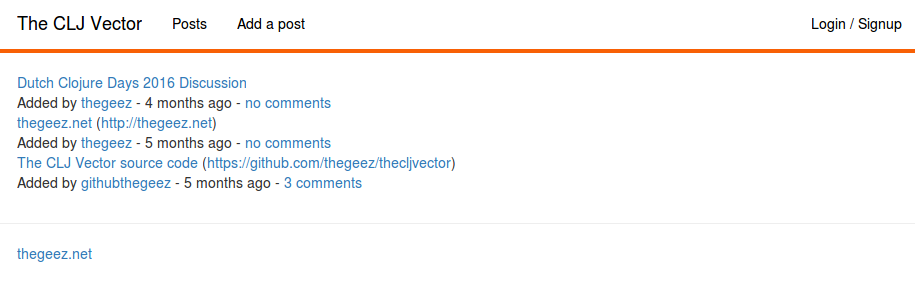 The CLJ Vector Posts Add a post Login / Signup
Dutch Clojure Days 2016 Discussion
Added by thegeez - 4 months ago - no comments
thegeez.net (http://thegeez.net)
Added by thegeez - 5 months ago - no comments
The CLJ Vector source code (https://github.com/thegeez/thecljvector)
Added by githubthegeez - 5 months ago - 3 comments
thegeez.net